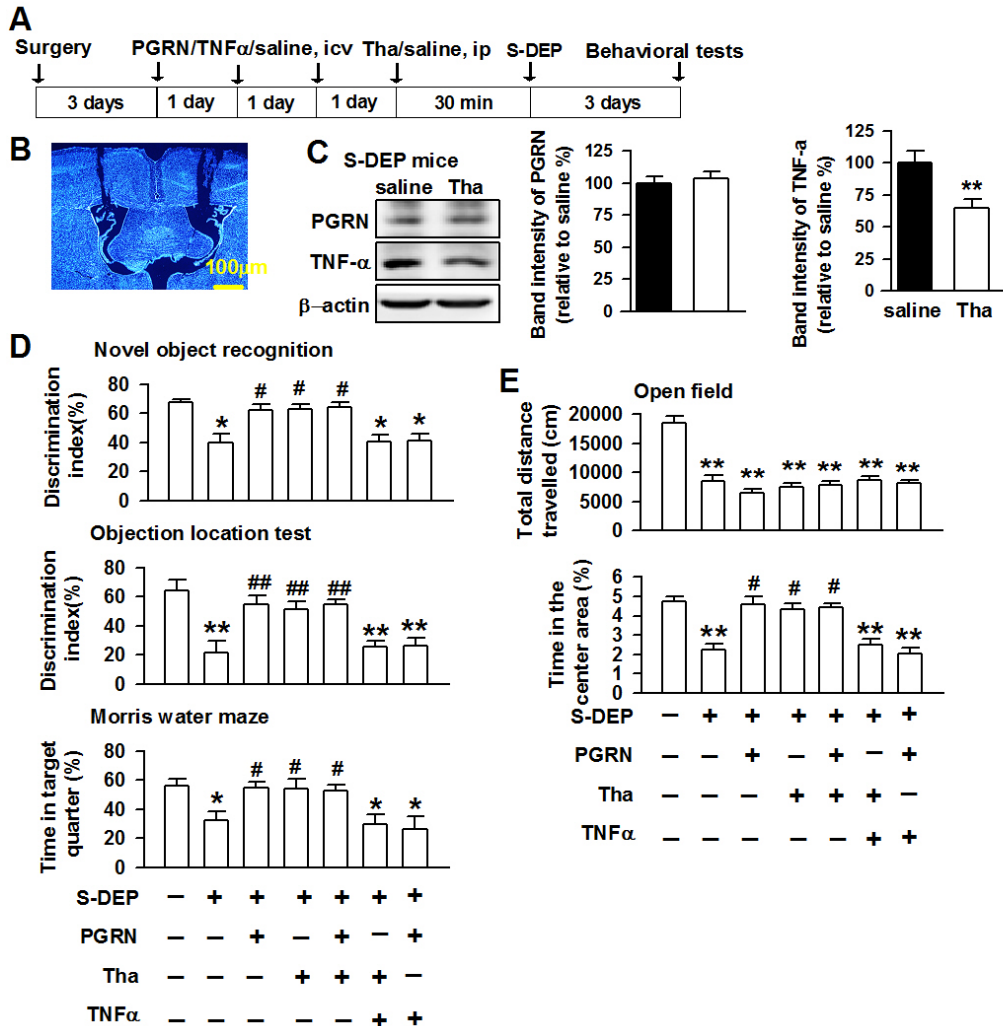 A
Surgery PGRN/TNFα/saline, icv Tha/saline, ip S-DEP Behavioral tests
3 days 1 day 1 day 1 day 30 min 3 days
B
100μm
C
S-DEP mice
saline Tha
PGRN
TNF-α
β–actin
Band intensity of PGRN
(relative to saline %)
125
100
75
50
25
0
Band intensity of TNF-a
(relative to saline %)
125
100
75
50
25
0
**
saline Tha
D
Novel object recognition
Discrimination
index(%)
80
60
40
20
0
* # # # * *
Objection location test
Discrimination
index(%)
80
60
40
20
0
** ## ## ## ** **
Morris water maze
Time in target
quarter (%)
80
60
40
20
0
* # # # * *
S-DEP – + + + + + +
PGRN – – + – + – +
Tha – – – + + + –
TNFα – – – – – + +
E
Open field
Total distance
travelled (cm)
20000
15000
10000
5000
0
** ** ** ** ** **
Time in the
center area (%)
6
5
4
3
2
1
0
** # # # ** **
S-DEP – + + + + + +
PGRN – – + – + – +
Tha – – – + + + –
TNFα – – – – – + +